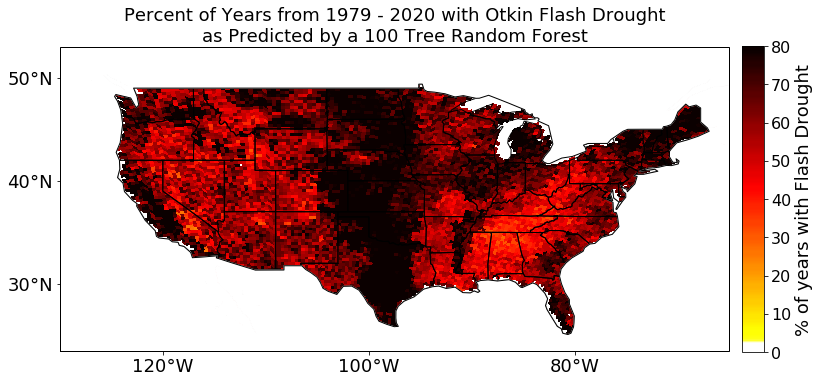 Percent of Years from 1979 - 2020 with Otkin Flash Drought
as Predicted by a 100 Tree Random Forest
50°N
40°N
30°N
120°W
100°W
80°W
80
70
60
50
40
30
20
10
0
% of years with Flash Drought